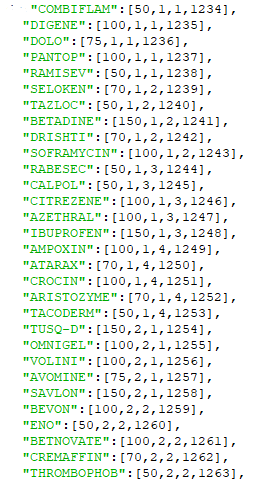 "COMBIFLAM":[50,1,1,1234],
"DIGENE":[100,1,1,1235],
"DOLO":[75,1,1,1236],
"PANTOP":[100,1,1,1237],
"RAMISEV":[50,1,1,1238],
"SELOKEN":[70,1,2,1239],
"TAZLOC":[50,1,2,1240],
"BETADINE":[150,1,2,1241],
"DRISHTI":[70,1,2,1242],
"SOFRAMYCIN":[100,1,2,1243],
"RABESEC":[50,1,3,1244],
"CALPOL":[50,1,3,1245],
"CITREZENE":[100,1,3,1246],
"AZETHRAL":[100,1,3,1247],
"IBUPROFEN":[150,1,3,1248],
"AMPOXIN":[100,1,4,1249],
"ATARAX":[70,1,4,1250],
"CROCIN":[100,1,4,1251],
"ARISTOZYME":[70,1,4,1252],
"TACODERM":[50,1,4,1253],
"TUSQ-D":[150,2,1,1254],
"OMNIGEL":[100,2,1,1255],
"VOLINI":[100,2,1,1256],
"AVOMINE":[75,2,1,1257],
"SAVLON":[150,2,1,1258],
"BEVON":[100,2,2,1259],
"ENO":[50,2,2,1260],
"BETNOVATE":[100,2,2,1261],
"CREMAFFIN":[70,2,2,1262],
"THROMBOPHOB":[50,2,2,1263],